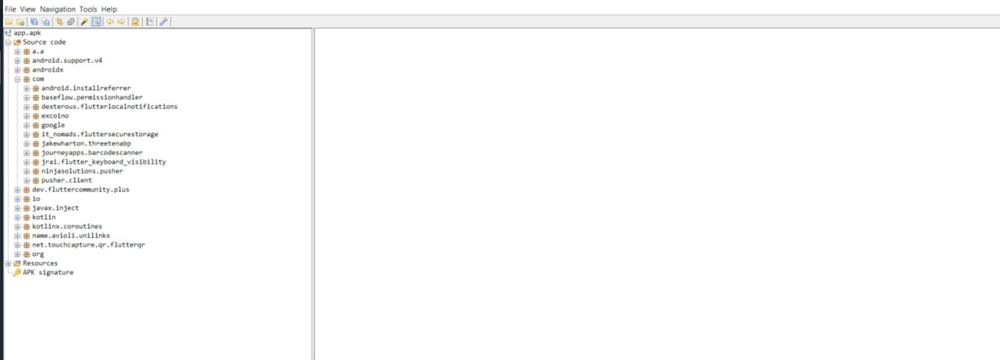 File View Navigation Tools Help
app.apk
Source code
a.a
android.support.v4
androidx
com
android.installreferrer
baseflow.permissionhandler
dexterous.flutterlocalnotifications
excoino
google
it_nomads.fluttersecurestorage
jakewharton.threetenabp
journeyapps.barcodescanner
jrai.flutter_keyboard_visibility
ninjasolutions.pusher
pusher.client
dev.fluttercommunity.plus
io
javax.inject
kotlin
kotlinx.coroutines
name.avioli.unilinks
net.touchcapture.qr.flutterqr
org
Resources
APK signature